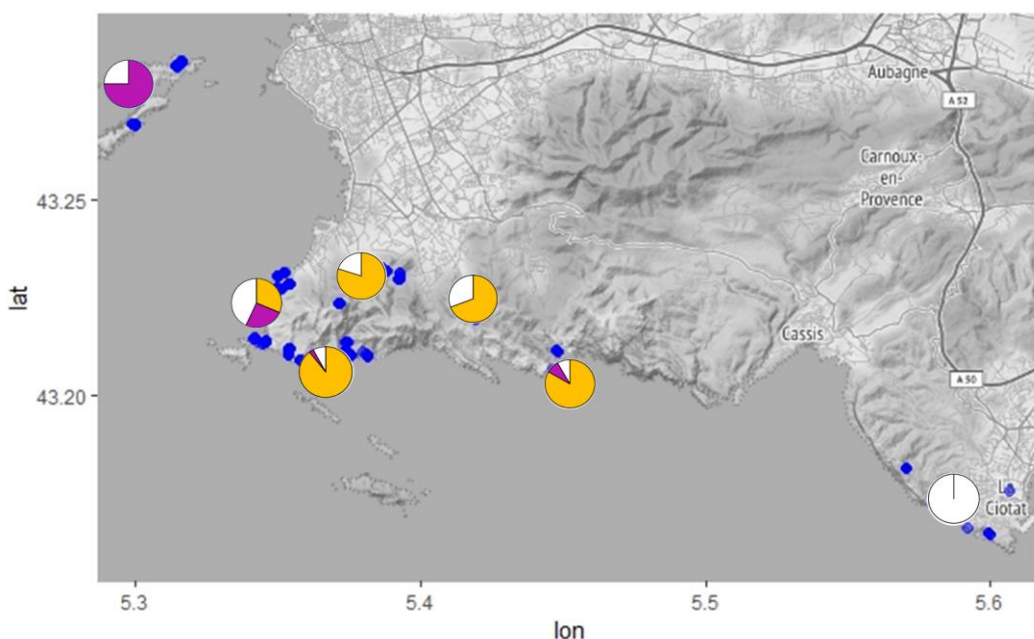 Aubagne
A 52
Carnoux-
en-
Provence
43.25
lat
Cassis
43.20
A 50
La
Ciotat
5.3
5.4
5.5
5.6
lon